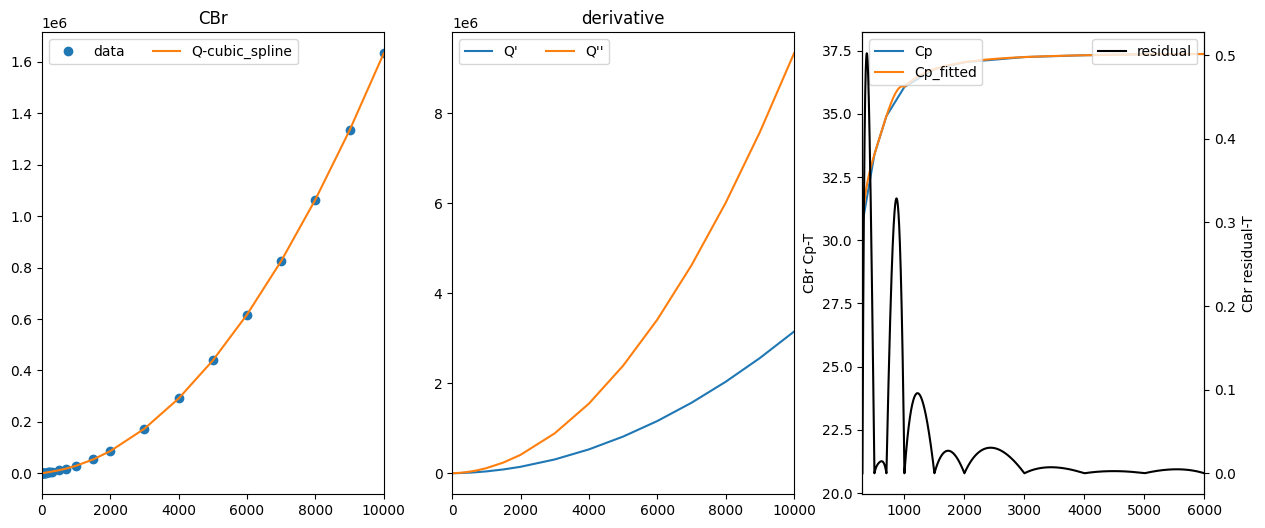 CBr
1e6
data
Q-cubic_spline
1.6
1.4
1.2
1.0
0.8
0.6
0.4
0.2
0.0
0 2000 4000 6000 8000 10000
derivative
1e6
Q'
Q''
8
6
4
2
0
0 2000 4000 6000 8000 10000
Cp
Cp_fitted
residual
CBr Cp-T
37.5
35.0
32.5
30.0
27.5
25.0
22.5
20.0
1000 2000 3000 4000 5000 6000
0.5
0.4
0.3
0.2
0.1
0.0
CBr residual-T